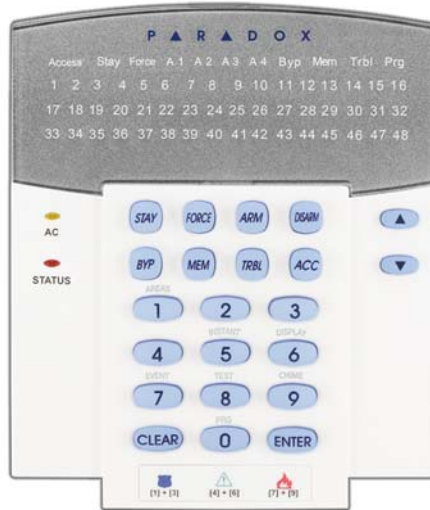 PARADOX
Access Stay Force A1 A2 A3 A4 Byp Mem Trbl Prg
1 2 3 4 5 6 7 8 9 10 11 12 13 14 15 16
17 18 19 20 21 22 23 24 25 26 27 28 29 30 31 32
33 34 35 36 37 38 39 40 41 42 43 44 45 46 47 48
STAY FORCE ARM DISARM ▲
AC
BYP MEM TRBL ACC ▼
STATUS
AREAS
1 2 3
INSTANT DISPLAY
4 5 6
EVENT TEST CHIME
7 8 9
PRG
CLEAR 0 ENTER
[1] + [3] [4] + [6] [7] + [9]